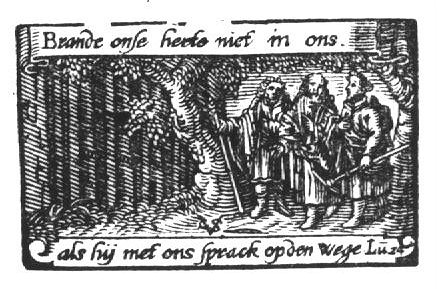 Brande onse herte niet in ons.
als hij met ons sprack op den wege Lu. 24